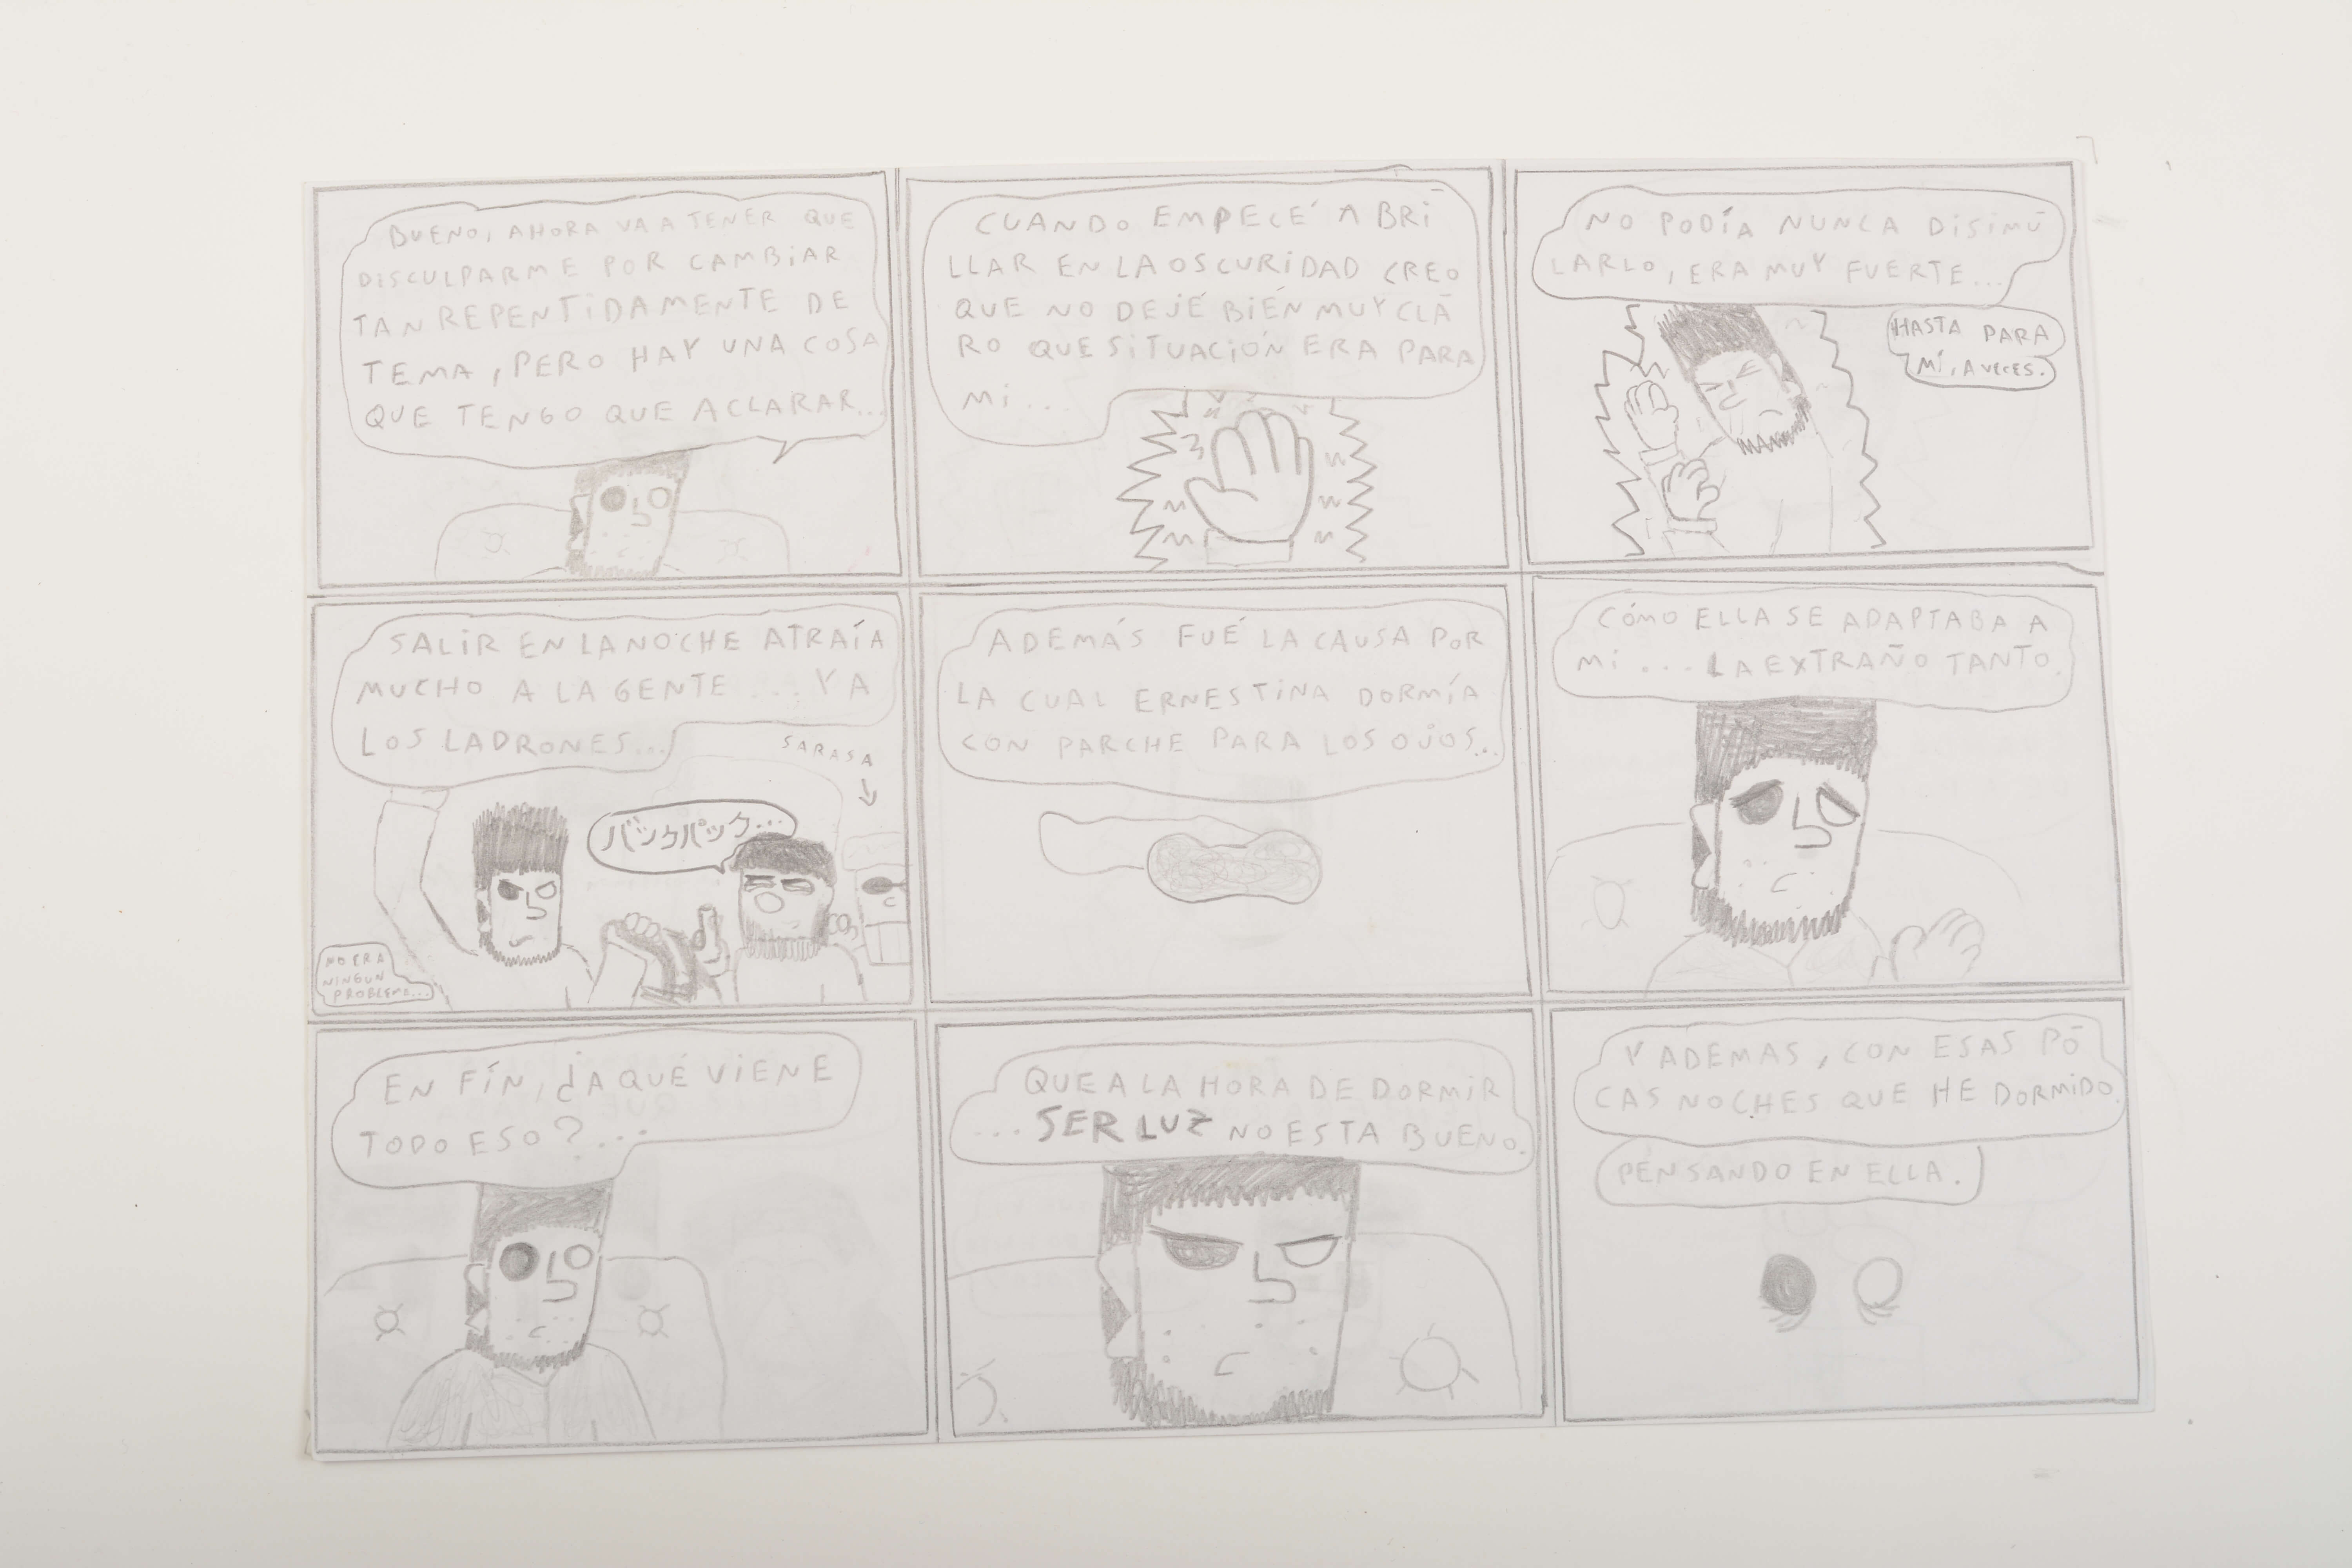 BUENO, AHORA VA A TENER QUE
DISCULPARME POR CAMBIAR
TAN REPENTIDAMENTE DE
TEMA, PERO HAY UNA COSA
QUE TENGO QUE ACLARAR...
CUANDO EMPECÉ A BRI-
LLAR EN LA OSCURIDAD CREO
QUE NO DEJÉ BIÉN MUY CLA-
RO QUE SITUACIÓN ERA PARA
MI...
NO PODÍA NUNCA DISIMU-
LARLO, ERA MUY FUERTE...
HASTA PARA
MÍ, A VECES.
SALIR EN LA NOCHE ATRAÍA
MUCHO A LA GENTE..., Y A
LOS LADRONES...
SARASA
バックパック...
NO ERA
NINGUN
PROBLEMA...
ADEMÁS FUÉ LA CAUSA POR
LA CUAL ERNESTINA DORMÍA
CON PARCHE PARA LOS OJOS...
CÓMO ELLA SE ADAPTABA A
MI... LA EXTRAÑO TANTO.
EN FÍN, ¿A QUÉ VIENE
TODO ESO?...
QUE A LA HORA DE DORMIR
... SER LUZ NO ESTA BUENO.
Y ADEMAS, CON ESAS PO-
CAS NOCHES QUE HE DORMIDO.
PENSANDO EN ELLA.